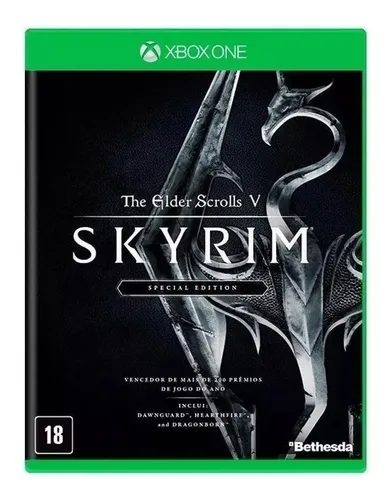 XBOX ONE
The Elder Scrolls V
SKYRIM
SPECIAL EDITION
VENCEDOR DE MAIS DE 200 PRÊMIOS
DE JOGO DO ANO
INCLUI:
DAWNGUARD™, HEARTHFIRE™,
and DRAGONBORN™
18
Bethesda